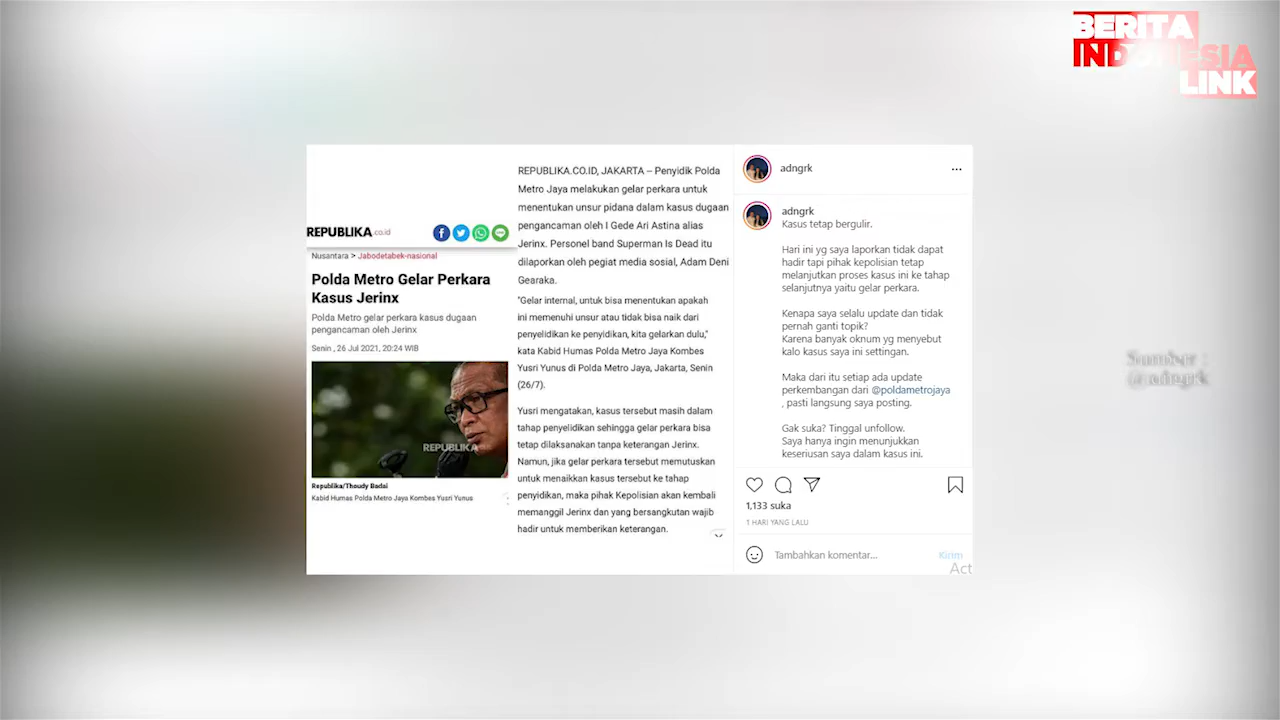 BERITA
INDONESIA
LINK
REPUBLIKA.co.id
Nusantara > Jabodetabek-nasional
Polda Metro Gelar Perkara
Kasus Jerinx
Polda Metro gelar perkara kasus dugaan
pengancaman oleh Jerinx
Senin , 26 Jul 2021, 20:24 WIB
REPUBLIKA
Republika/Thoudy Badai
Kabid Humas Polda Metro Jaya Kombes Yusri Yunus
REPUBLIKA.CO.ID, JAKARTA – Penyidik Polda
Metro Jaya melakukan gelar perkara untuk
menentukan unsur pidana dalam kasus dugaan
pengancaman oleh I Gede Ari Astina alias
Jerinx. Personel band Superman Is Dead itu
dilaporkan oleh pegiat media sosial, Adam Deni
Gearaka.
"Gelar internal, untuk bisa menentukan apakah
ini memenuhi unsur atau tidak bisa naik dari
penyelidikan ke penyidikan, kita gelarkan dulu,"
kata Kabid Humas Polda Metro Jaya Kombes
Yusri Yunus di Polda Metro Jaya, Jakarta, Senin
(26/7).
Yusri mengatakan, kasus tersebut masih dalam
tahap penyelidikan sehingga gelar perkara bisa
tetap dilaksanakan tanpa keterangan Jerinx.
Namun, jika gelar perkara tersebut memutuskan
untuk menaikkan kasus tersebut ke tahap
penyidikan, maka pihak Kepolisian akan kembali
memanggil Jerinx dan yang bersangkutan wajib
hadir untuk memberikan keterangan.
adngrk
adngrk
Kasus tetap bergulir.
Hari ini yg saya laporkan tidak dapat
hadir tapi pihak kepolisian tetap
melanjutkan proses kasus ini ke tahap
selanjutnya yaitu gelar perkara.
Kenapa saya selalu update dan tidak
pernah ganti topik?
Karena banyak oknum yg menyebut
kalo kasus saya ini settingan.
Maka dari itu setiap ada update
perkembangan dari @poldametrojaya
, pasti langsung saya posting.
Gak suka? Tinggal unfollow.
Saya hanya ingin menunjukkan
keseriusan saya dalam kasus ini.
1,133 suka
1 HARI YANG LALU
Tambahkan komentar...
Kirim
Act
Sumber :
@adngrk